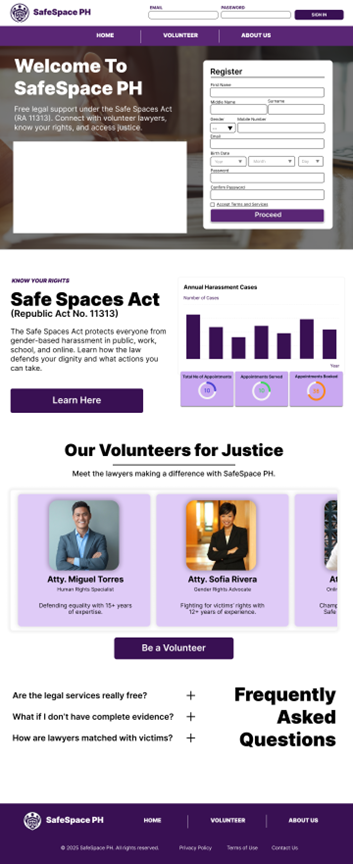 SafeSpace PH
EMAIL
PASSWORD
SIGN IN
HOME
VOLUNTEER
ABOUT US
Welcome To
SafeSpace PH
Free legal support under the Safe Spaces Act
(RA 11313). Connect with volunteer lawyers,
know your rights, and access justice.
Register
First Name
Middle Name
Surname
Gender
Mobile Number
Email
Birth Date
Year
Month
Day
Password
Confirm Password
Accept Terms and Services
Proceed
KNOW YOUR RIGHTS
Safe Spaces Act
(Republic Act No. 11313)
The Safe Spaces Act protects everyone from
gender-based harassment in public, work,
school, and online. Learn how the law
defends your dignity and what actions you
can take.
Learn Here
Annual Harassment Cases
Number of Cases
Year
Total No of Appointments
Appointments Served
Appointments Booked
Our Volunteers for Justice
Meet the lawyers making a difference with SafeSpace PH.
Atty. Miguel Torres
Human Rights Specialist
Defending equality with 15+ years
of expertise.
Atty. Sofia Rivera
Gender Rights Advocate
Fighting for victims' rights with
12+ years of experience.
Be a Volunteer
Are the legal services really free?
What if I don't have complete evidence?
How are lawyers matched with victims?
Frequently
Asked
Questions
SafeSpace PH
HOME
VOLUNTEER
ABOUT US
© 2025 SafeSpace PH. All rights reserved.
Privacy Policy
Terms of Use
Contact Us